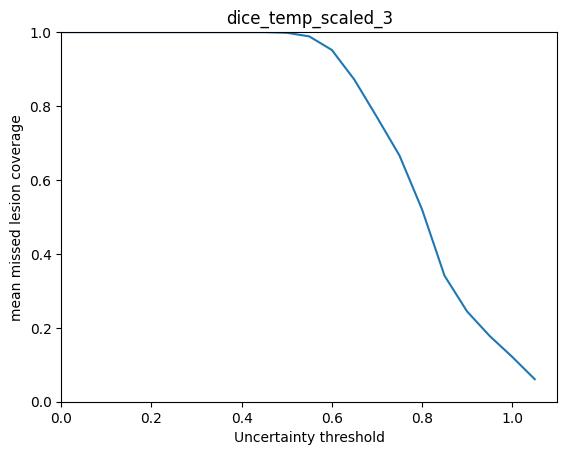 dice_temp_scaled_3
mean missed lesion coverage
1.0
0.8
0.6
0.4
0.2
0.0
0.0 0.2 0.4 0.6 0.8 1.0
Uncertainty threshold